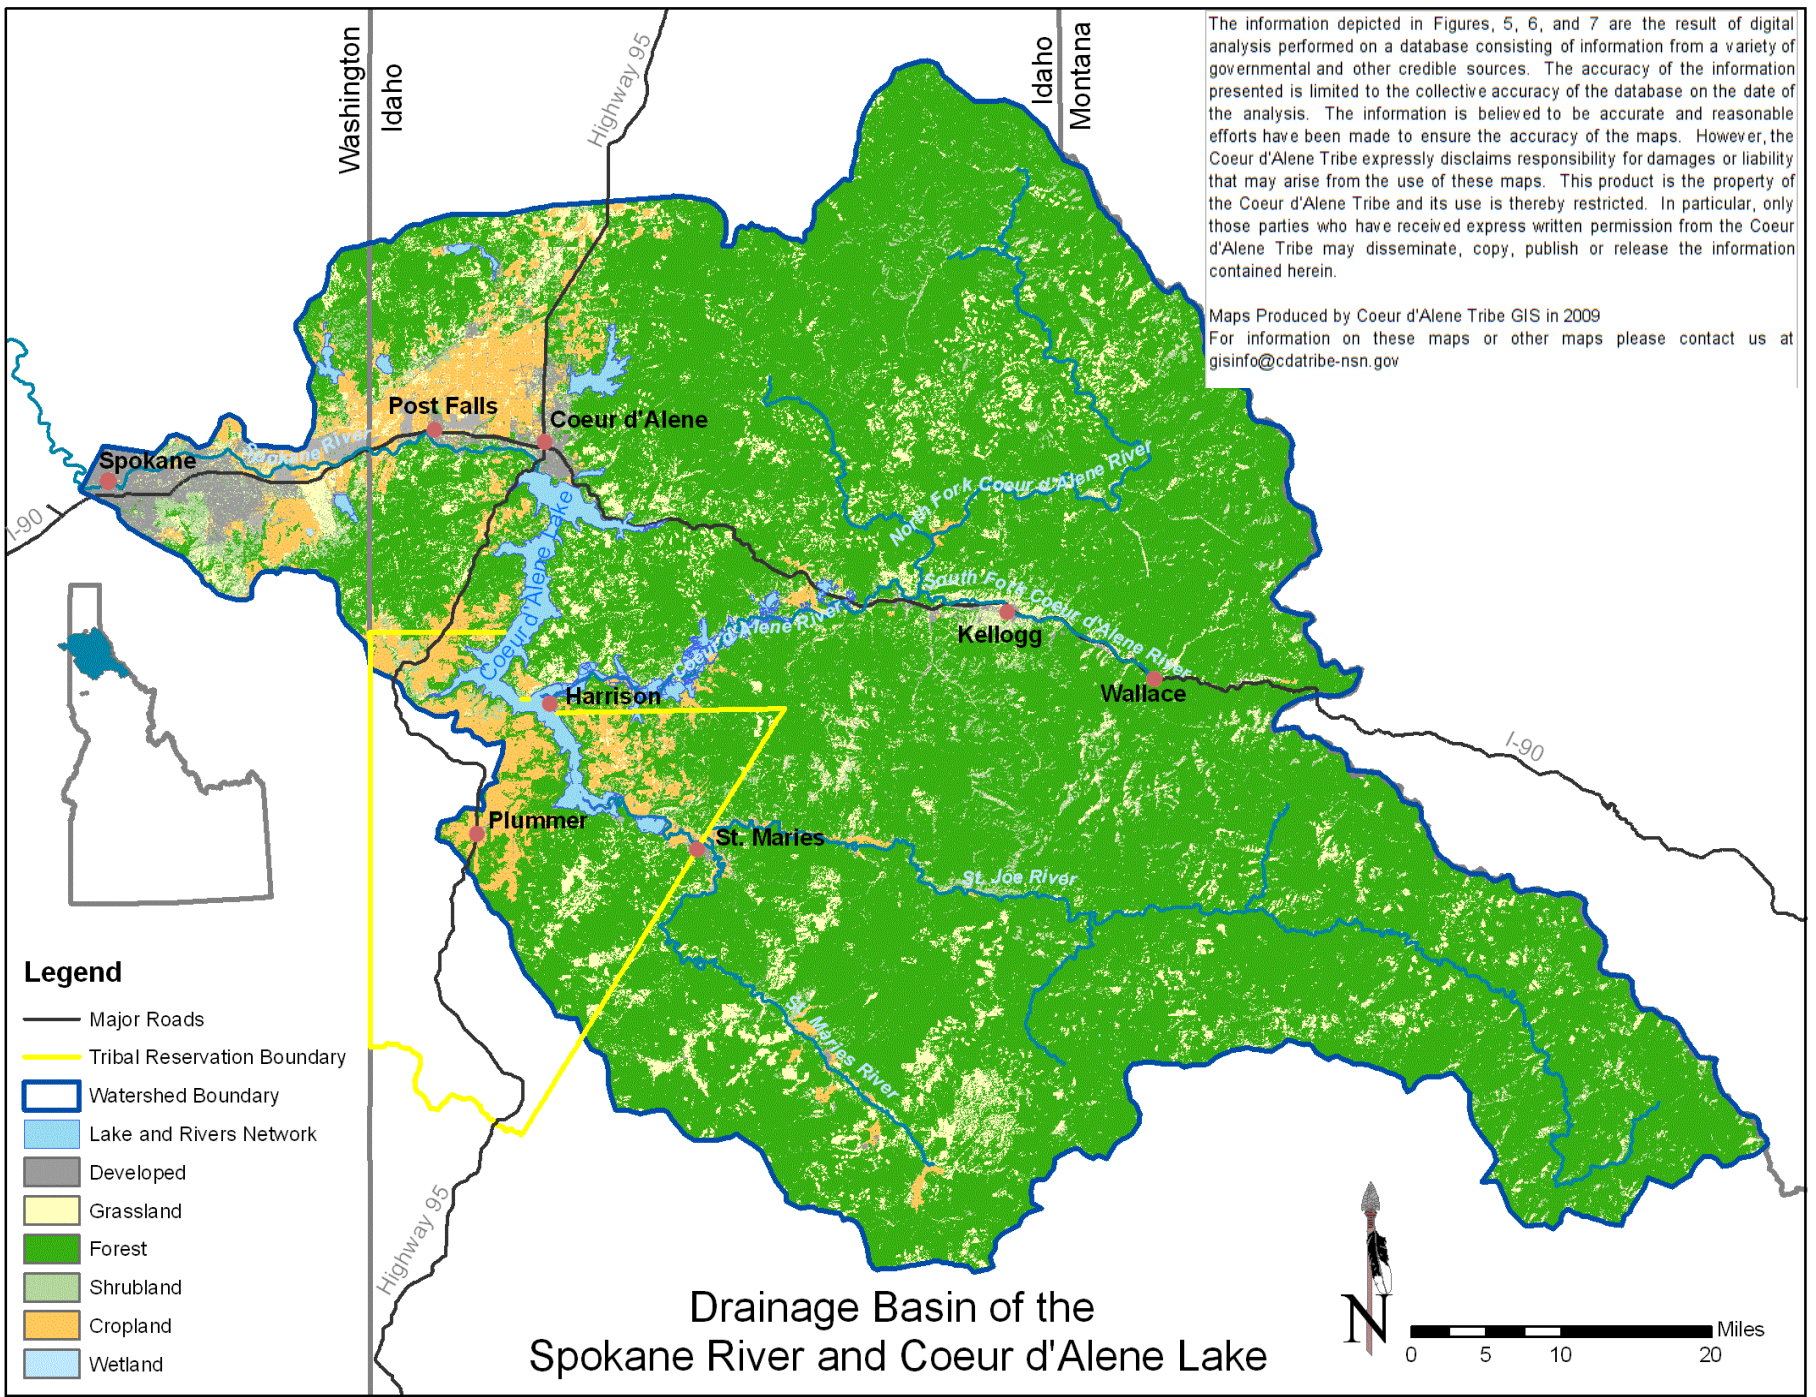 The information depicted in Figures, 5, 6, and 7 are the result of digital
analysis performed on a database consisting of information from a variety of
governmental and other credible sources. The accuracy of the information
presented is limited to the collective accuracy of the database on the date of
the analysis. The information is believed to be accurate and reasonable
efforts have been made to ensure the accuracy of the maps. However, the
Coeur d'Alene Tribe expressly disclaims responsibility for damages or liability
that may arise from the use of these maps. This product is the property of
the Coeur d'Alene Tribe and its use is thereby restricted. In particular, only
those parties who have received express written permission from the Coeur
d'Alene Tribe may disseminate, copy, publish or release the information
contained herein.
Maps Produced by Coeur d'Alene Tribe GIS in 2009
For information on these maps or other maps please contact us at
gisinfo@cdatribe-nsn.gov
Washington
Idaho
Highway 95
Idaho
Montana
Post Falls
Coeur d'Alene
Spokane River
Spokane
I-90
North Fork Coeur d'Alene River
Coeur d'Alene Lake
South Fork Coeur d'Alene River
Coeur d'Alene River
Kellogg
Wallace
Harrison
I-90
Plummer
St. Maries
St. Joe River
St. Maries River
Highway 95
Legend
Major Roads
Tribal Reservation Boundary
Watershed Boundary
Lake and Rivers Network
Developed
Grassland
Forest
Shrubland
Cropland
Wetland
Drainage Basin of the
Spokane River and Coeur d'Alene Lake
N
Miles
0 5 10 20